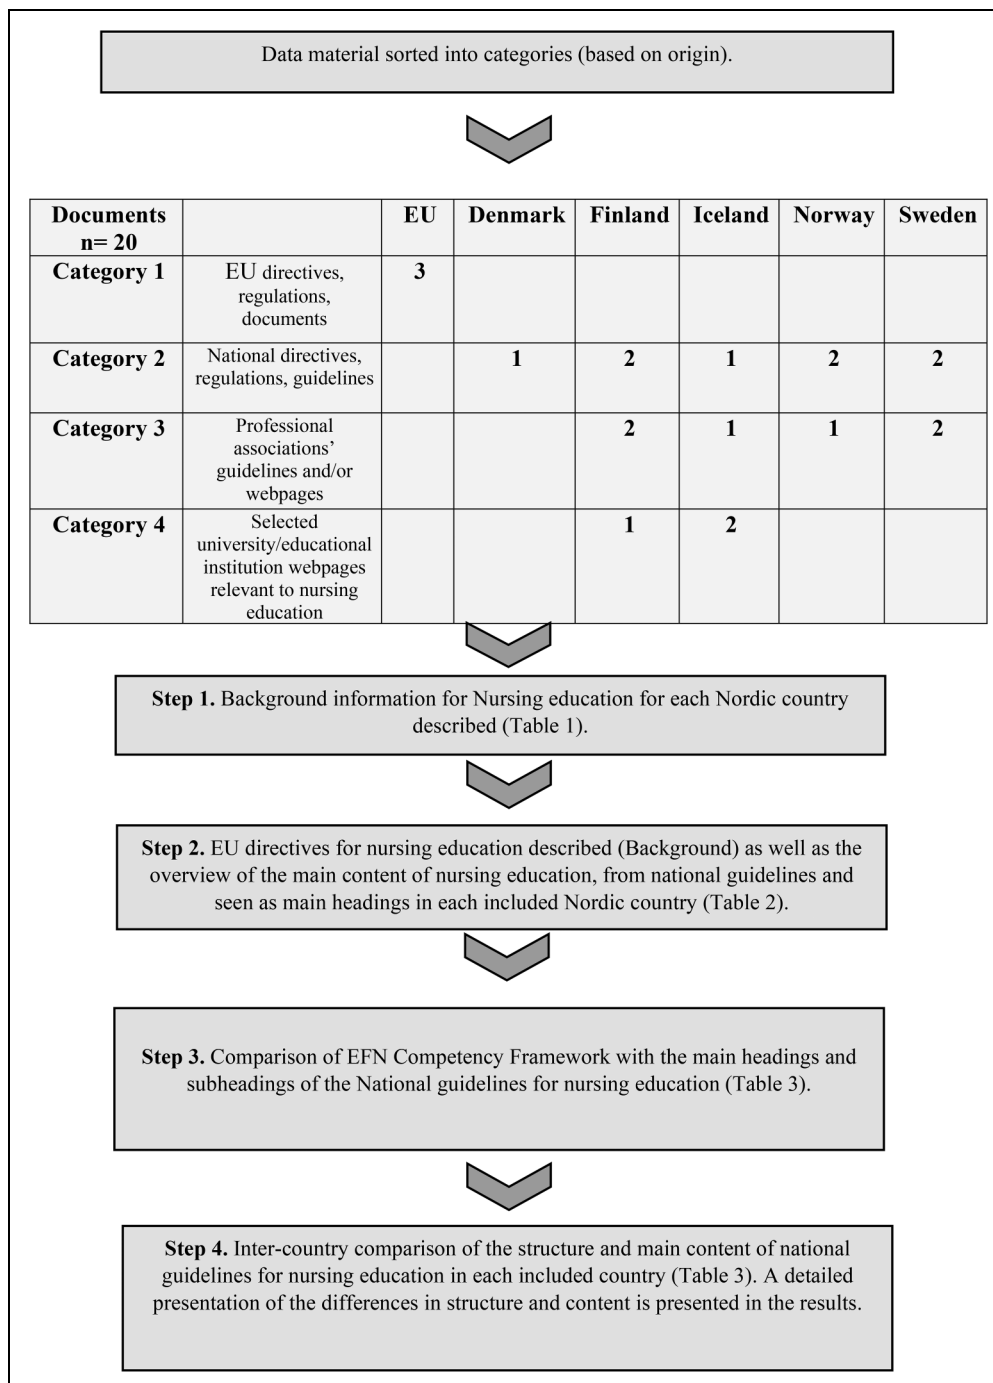 Data material sorted into categories (based on origin).
Documents n= 20 EU Denmark Finland Iceland Norway Sweden
Category 1 EU directives, regulations, documents 3
Category 2 National directives, regulations, guidelines 1 2 1 2 2
Category 3 Professional associations’ guidelines and/or webpages 2 1 1 2
Category 4 Selected university/educational institution webpages relevant to nursing education 1 2
Step 1. Background information for Nursing education for each Nordic country
described (Table 1).
Step 2. EU directives for nursing education described (Background) as well as the
overview of the main content of nursing education, from national guidelines and
seen as main headings in each included Nordic country (Table 2).
Step 3. Comparison of EFN Competency Framework with the main headings and
subheadings of the National guidelines for nursing education (Table 3).
Step 4. Inter-country comparison of the structure and main content of national
guidelines for nursing education in each included country (Table 3). A detailed
presentation of the differences in structure and content is presented in the results.